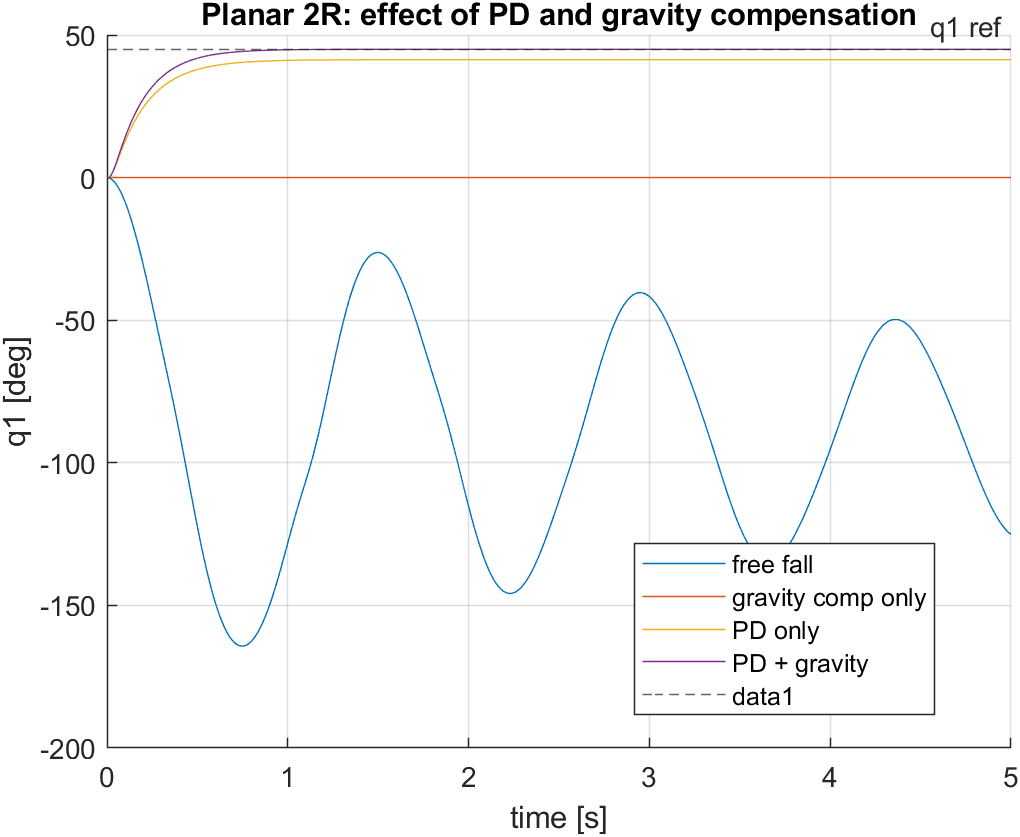 Planar 2R: effect of PD and gravity compensation
q1 ref
50
0
-50
-100
-150
-200
q1 [deg]
free fall
gravity comp only
PD only
PD + gravity
data1
0 1 2 3 4 5
time [s]